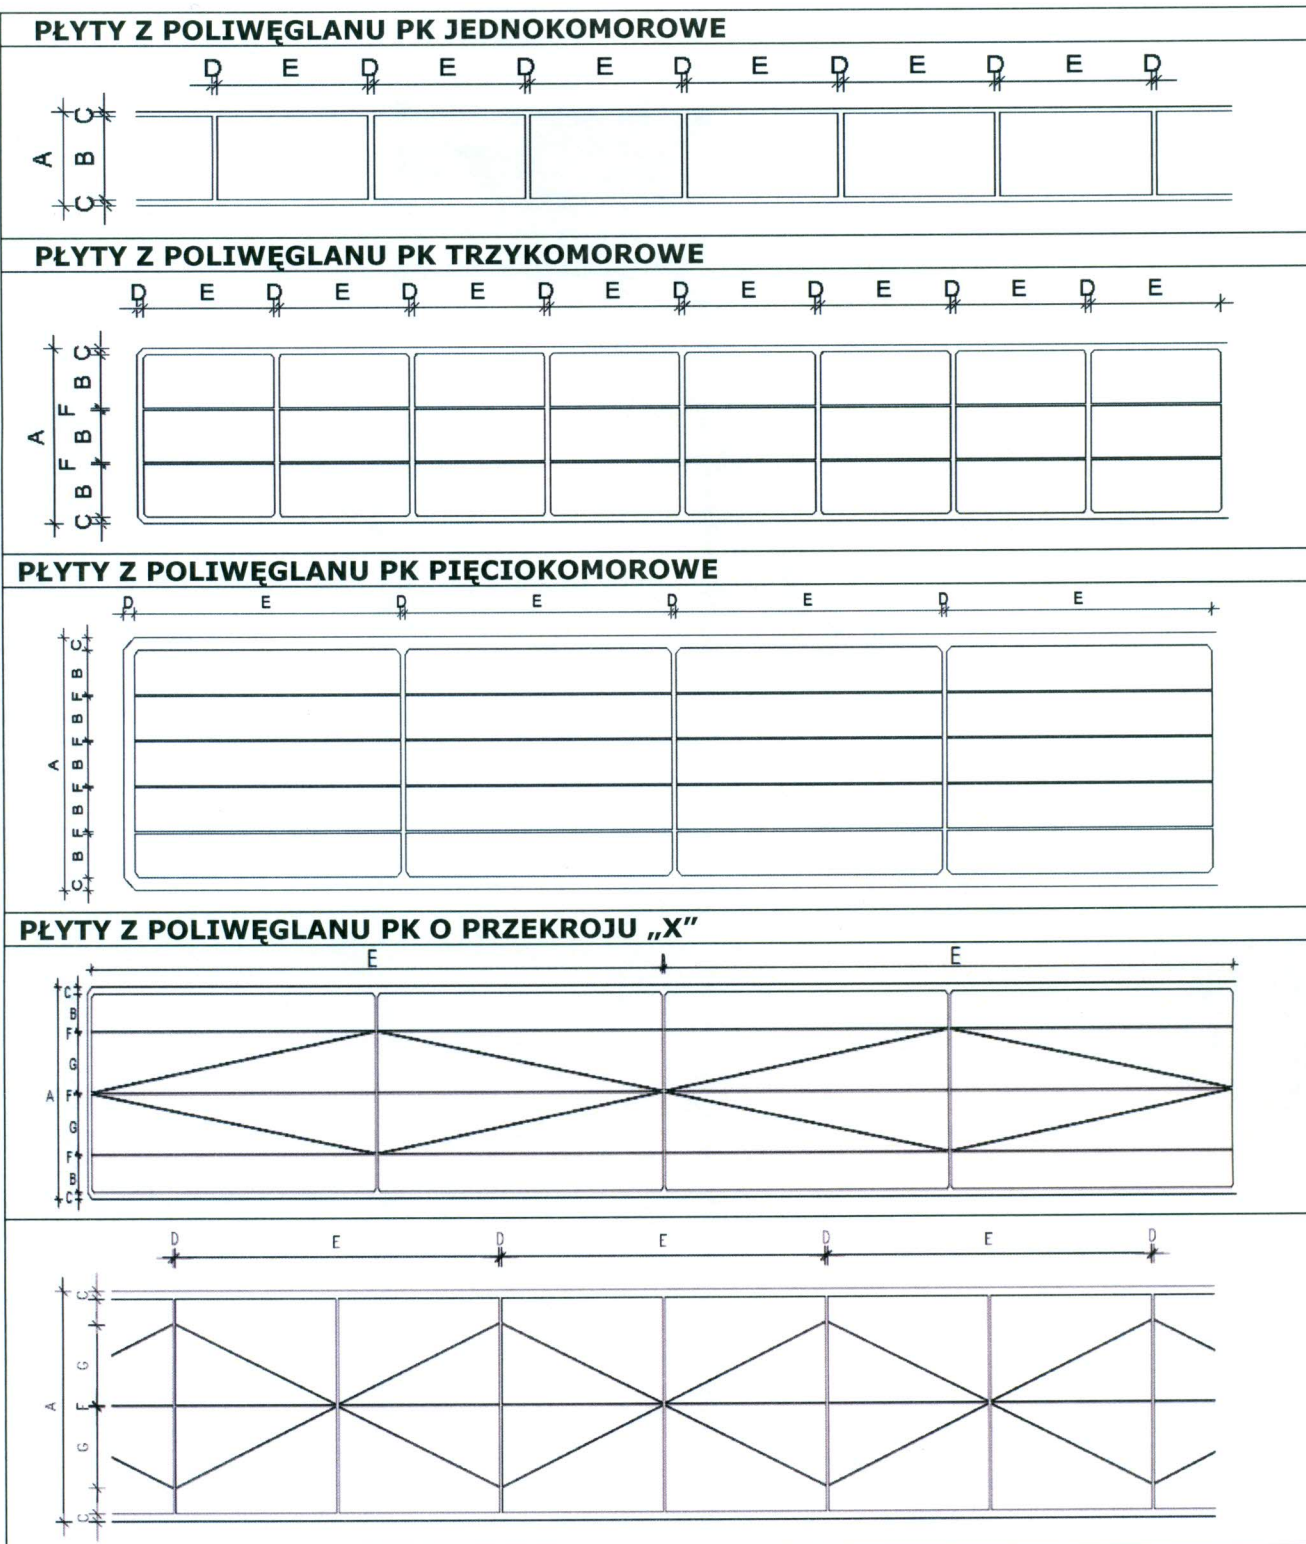 PŁYTY Z POLIWĘGLANU PK JEDNOKOMOROWE
D E D E D E D E D E D E D
C
B
A
C
PŁYTY Z POLIWĘGLANU PK TRZYKOMOROWE
D E D E D E D E D E D E D E D E
C
B
F
A
B
F
B
C
PŁYTY Z POLIWĘGLANU PK PIĘCIOKOMOROWE
D E D E D E D E
C
B
F
B
F
A
B
F
B
F
B
C
PŁYTY Z POLIWĘGLANU PK O PRZEKROJU „X”
E E
C
B
F
G
A
F
G
F
B
C
D E D E D E D
C
G
A
F
G
C